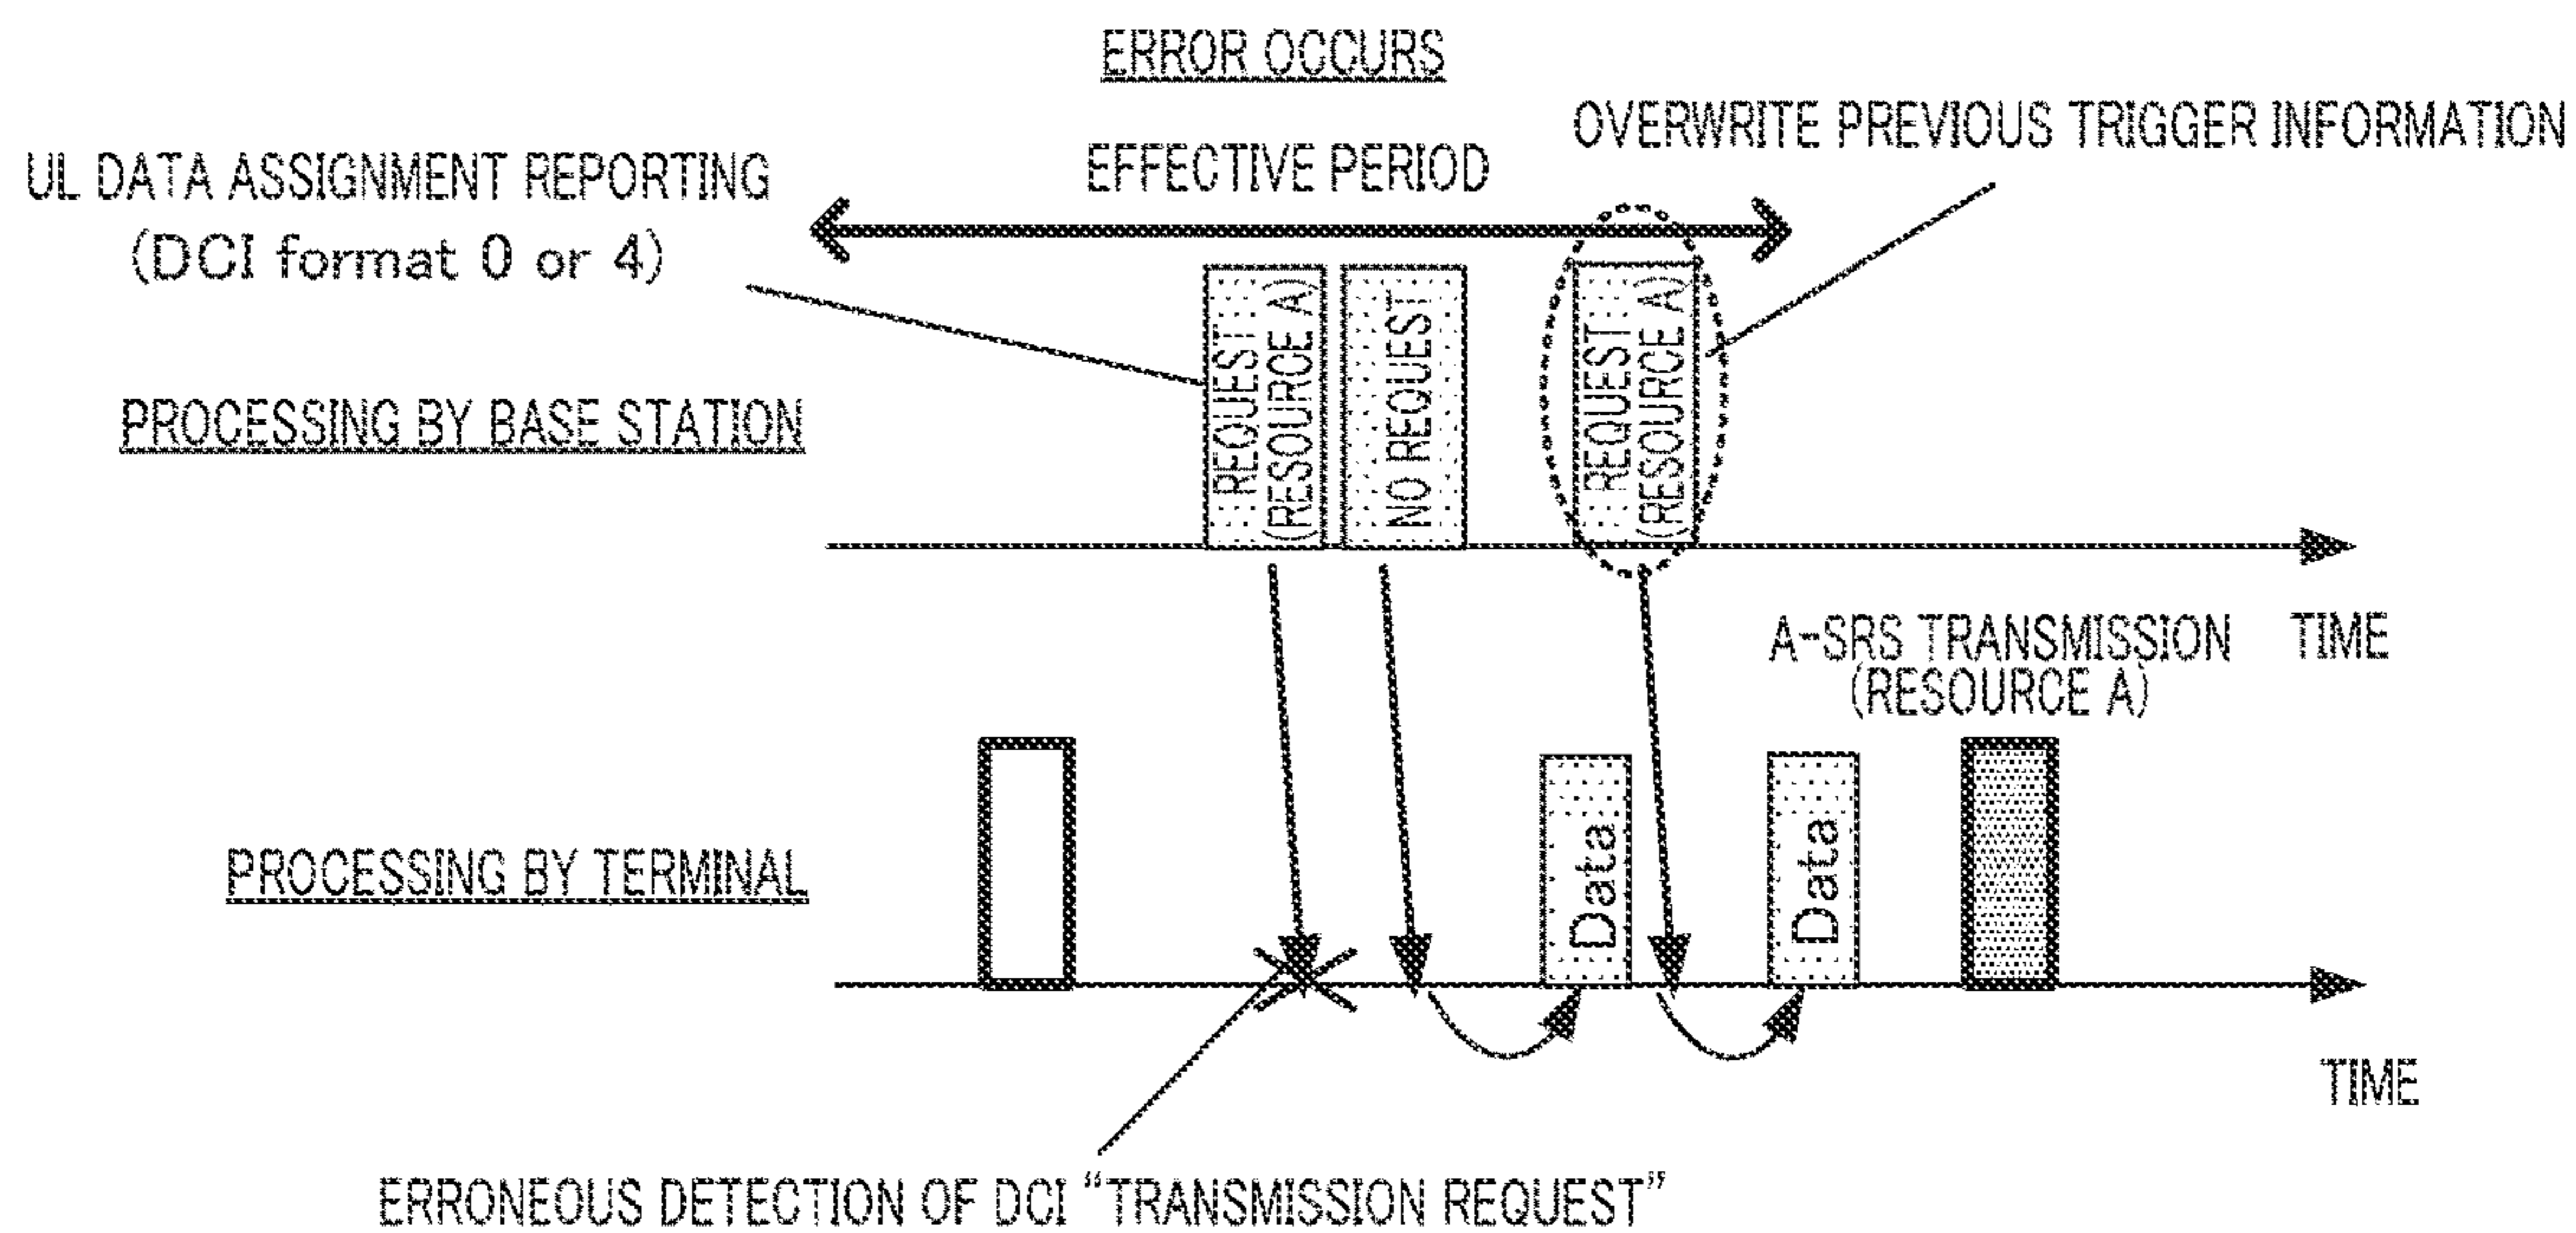 ERROR OCCURS
OVERWRITE PREVIOUS TRIGGER INFORMATION
EFFECTIVE PERIOD
UL DATA ASSIGNMENT REPORTING
(DCI format 0 or 4)
REQUEST
(RESOURCE A)
NO REQUEST
REQUEST
(RESOURCE A)
PROCESSING BY BASE STATION
A-SRS TRANSMISSION
(RESOURCE A)
TIME
PROCESSING BY TERMINAL
Data
Data
TIME
ERRONEOUS DETECTION OF DCI “TRANSMISSION REQUEST”